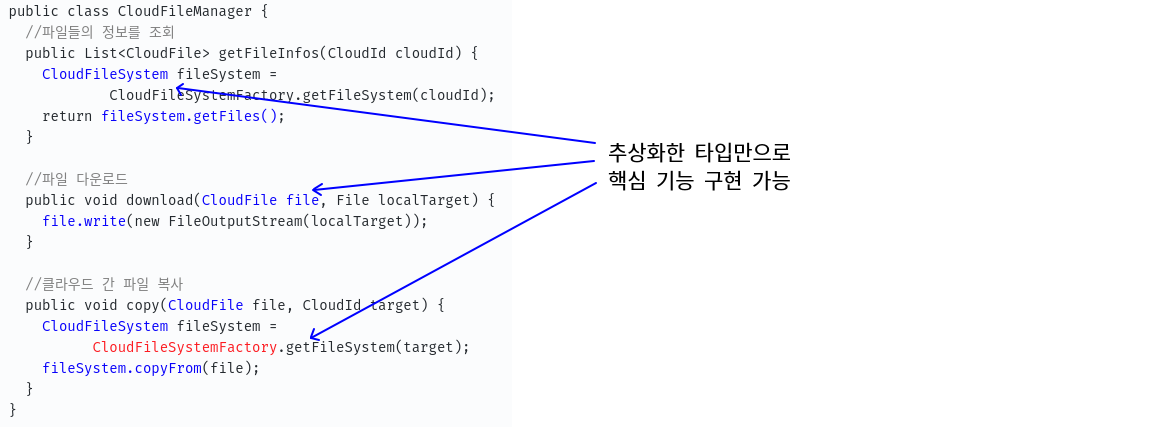 public class CloudFileManager {
//파일들의 정보를 조회
public List<CloudFile> getFileInfos(CloudId cloudId) {
CloudFileSystem fileSystem =
CloudFileSystemFactory.getFileSystem(cloudId);
return fileSystem.getFiles();
}
//파일 다운로드
public void download(CloudFile file, File localTarget) {
file.write(new FileOutputStream(localTarget));
}
//클라우드 간 파일 복사
public void copy(CloudFile file, CloudId target) {
CloudFileSystem fileSystem =
CloudFileSystemFactory.getFileSystem(target);
fileSystem.copyFrom(file);
}
}
추상화한 타입만으로
핵심 기능 구현 가능